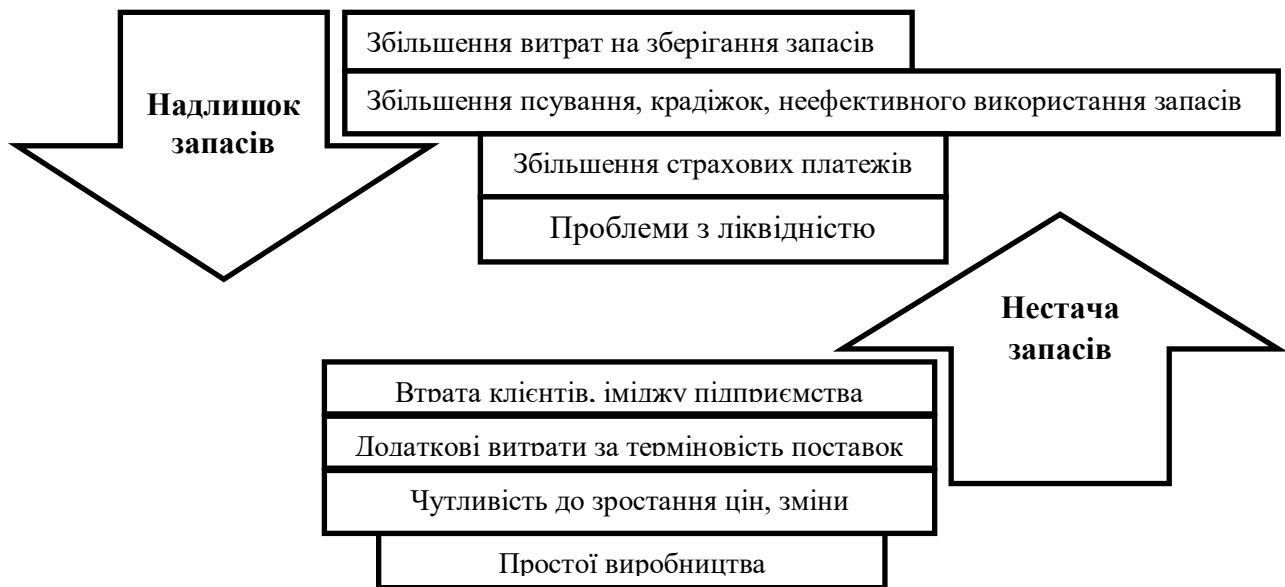 Надлишок
запасів
Збільшення витрат на зберігання запасів
Збільшення псування, крадіжок, неефективного використання запасів
Збільшення страхових платежів
Проблеми з ліквідністю
Нестача
запасів
Втрата клієнтів, іміджу підприємства
Додаткові витрати за терміновість поставок
Чутливість до зростання цін, зміни
Простої виробництва